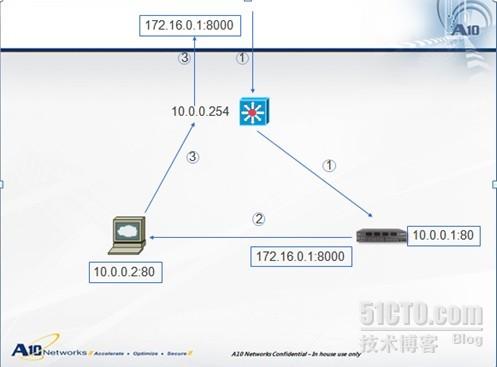 172.16.0.1:8000
A10
③
①
10.0.0.254
①
③
②
10.0.0.1:80
172.16.0.1:8000
10.0.0.2:80
51CTO.com
技术博客 Blog
A10 Networks // Accelerate • Optimize • Secure //
A10 Networks Confidential – In house use only